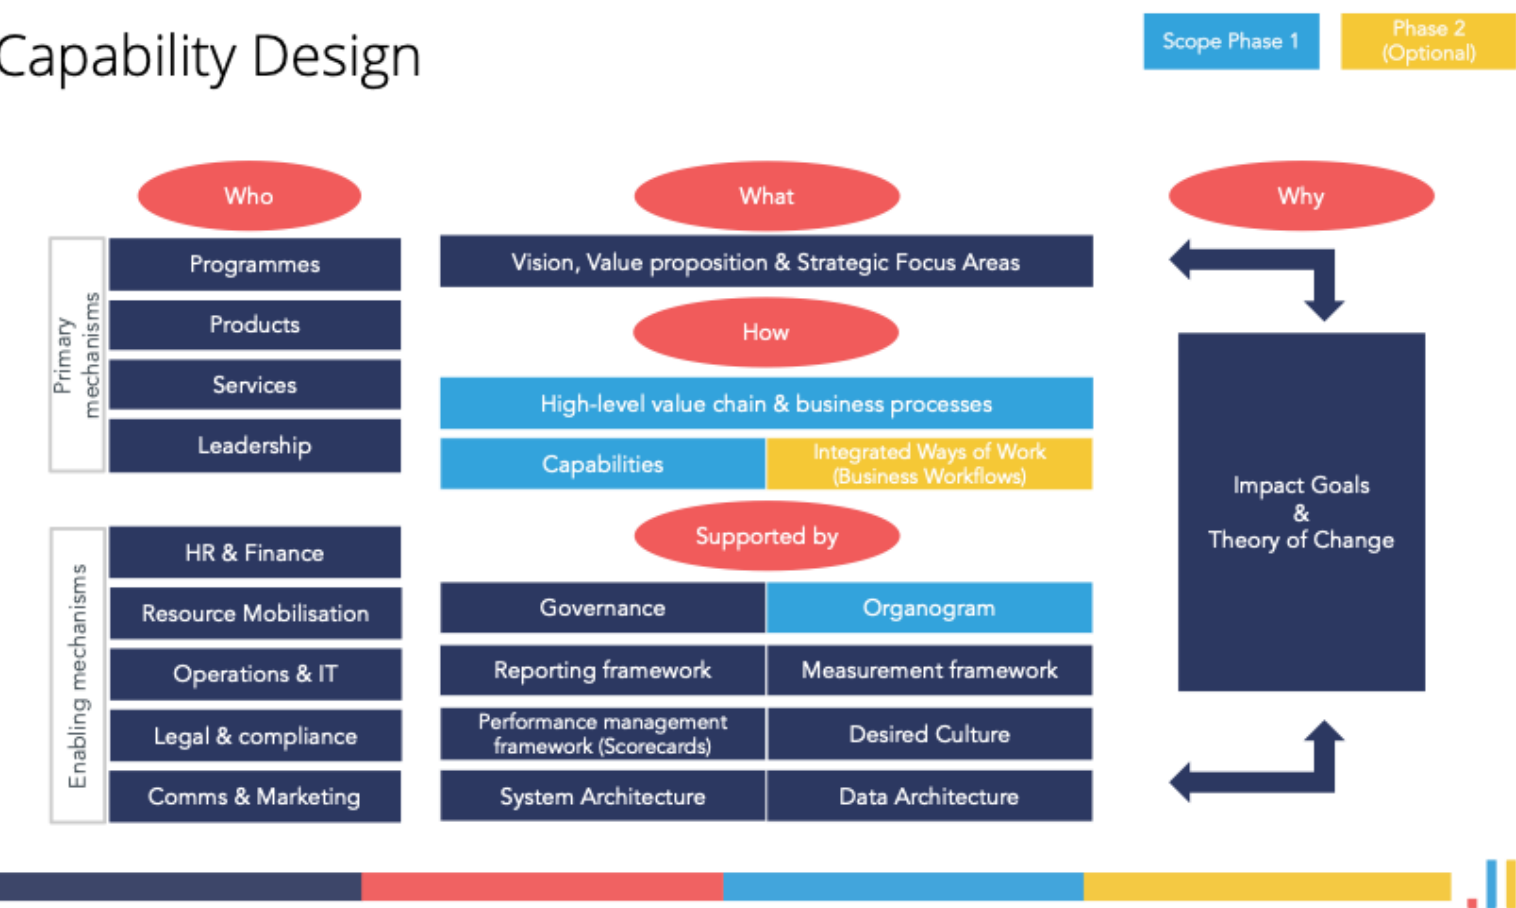 Capability Design
Scope Phase 1
Phase 2
(Optional)
Who
What
Why
Primary
mechanisms
Programmes
Products
Services
Leadership
Vision, Value proposition & Strategic Focus Areas
How
High-level value chain & business processes
Capabilities
Integrated Ways of Work
(Business Workflows)
Supported by
Enabling mechanisms
HR & Finance
Resource Mobilisation
Operations & IT
Legal & compliance
Comms & Marketing
Governance
Organogram
Reporting framework
Measurement framework
Performance management
framework (Scorecards)
Desired Culture
System Architecture
Data Architecture
Impact Goals
&
Theory of Change